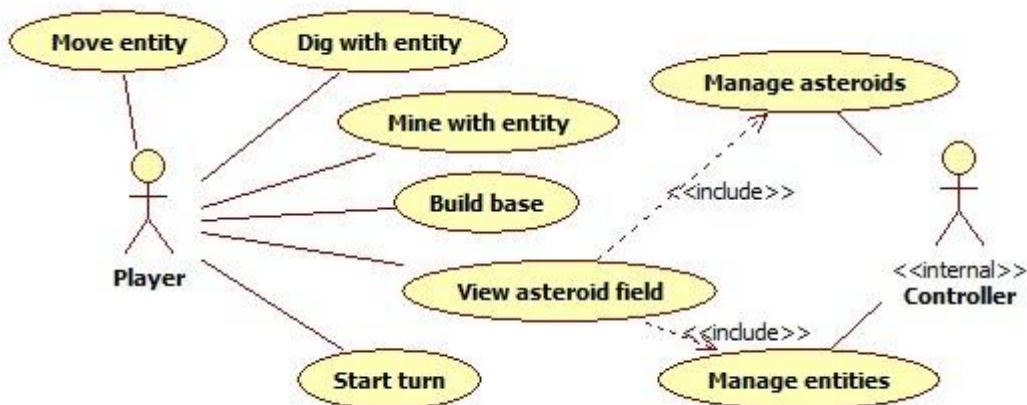 Move entity
Dig with entity
Manage asteroids
Mine with entity
<<include>>
Build base
Player
View asteroid field
<<internal>>
Controller
<<include>>
Start turn
Manage entities